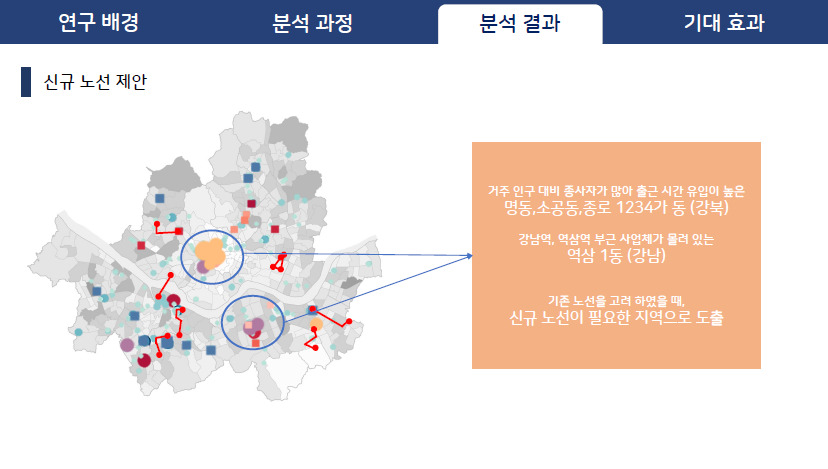 연구 배경
분석 과정
분석 결과
기대 효과
신규 노선 제안
거주 인구 대비 종사자가 많아 출근 시간 유입이 높은
명동,소공동,종로 1234가 동 (강북)
강남역, 역삼역 부근 사업체가 몰려 있는
역삼 1동 (강남)
기존 노선을 고려 하였을 때,
신규 노선이 필요한 지역으로 도출